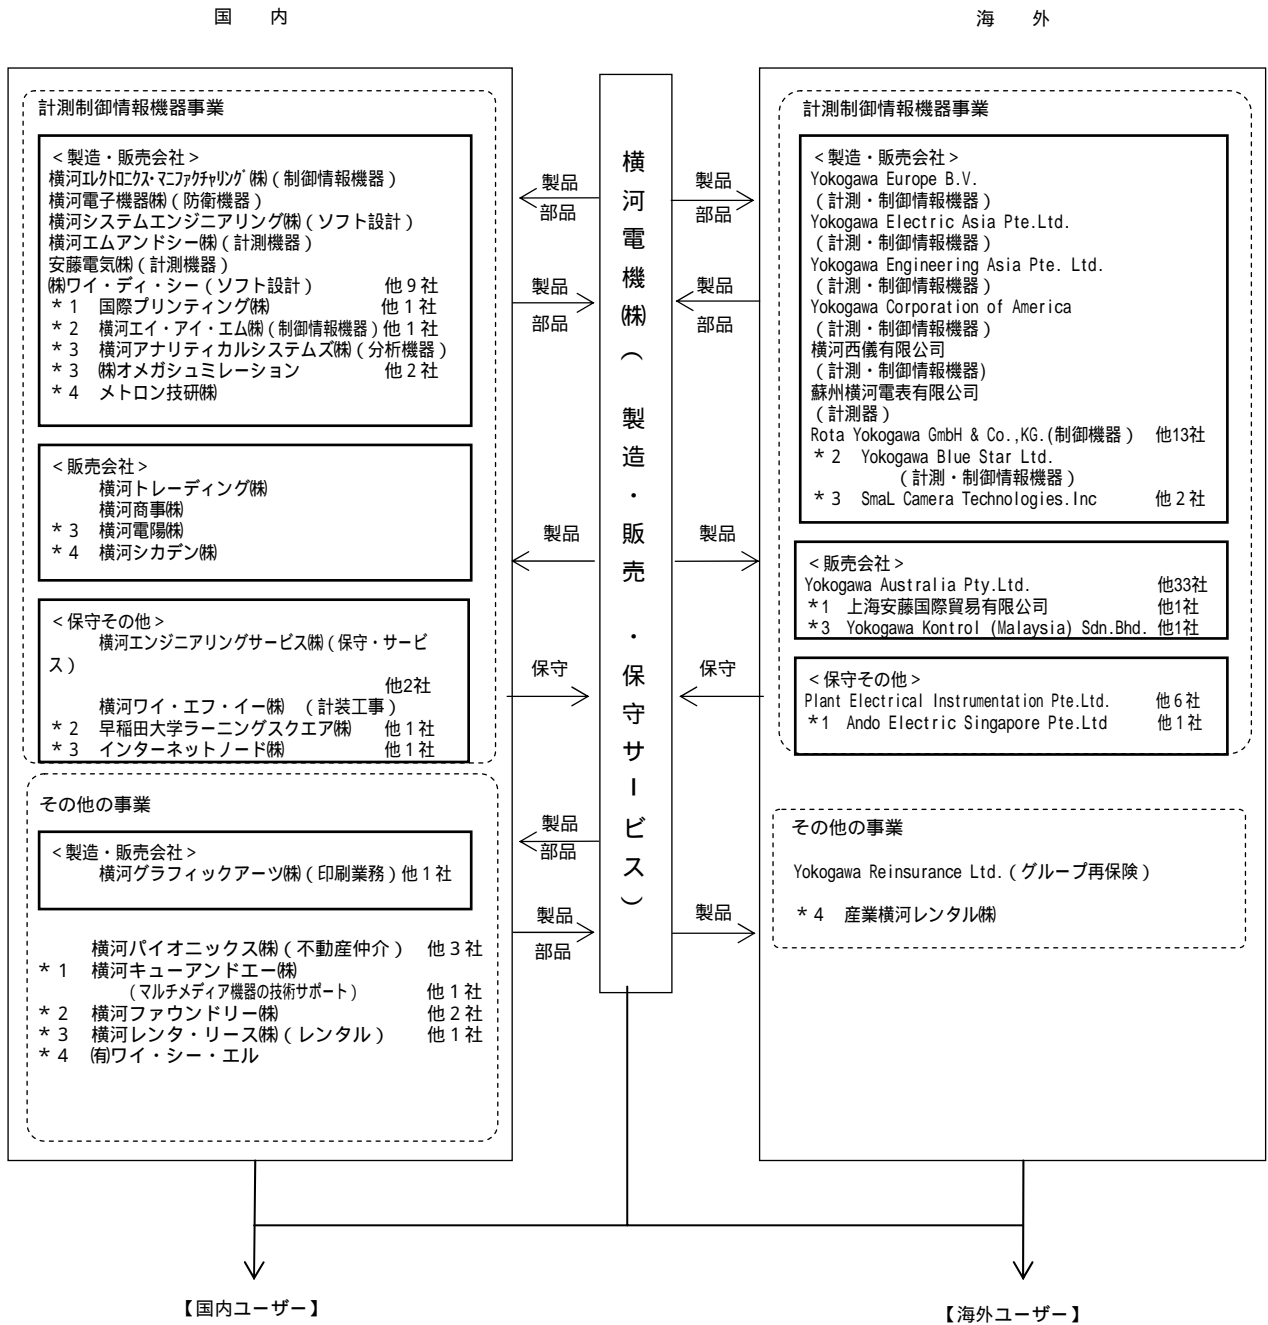 国　内
計測制御情報機器事業
＜製造・販売会社＞
横河ｴﾚｸﾄﾛﾆｸｽ･ﾏﾆﾌｧｸﾁｬﾘﾝｸﾞ㈱（制御情報機器）
横河電子機器㈱（防衛機器）
横河システムエンジニアリング㈱（ソフト設計）
横河エムアンドシー㈱（計測機器）
安藤電気㈱（計測機器）
㈱ワイ・ディ・シー（ソフト設計）　他９社
＊１　国際プリンティング㈱　他１社
＊２　横河エイ・アイ・エム㈱（制御情報機器）他１社
＊３　横河アナリティカルシステムズ㈱（分析機器）
＊３　㈱オメガシュミレーション　他２社
＊４　メトロン技研㈱
＜販売会社＞
横河トレーディング㈱
横河商事㈱
＊３　横河電陽㈱
＊４　横河シカデン㈱
＜保守その他＞
横河エンジニアリングサービス㈱（保守・サービ
ス）
他2社
横河ワイ・エフ・イー㈱　（計装工事）
＊２　早稲田大学ラーニングスクエア㈱　他１社
＊３　インターネットノード㈱　他１社
その他の事業
＜製造・販売会社＞
横河グラフィックアーツ㈱（印刷業務）他１社
横河パイオニックス㈱（不動産仲介）　他３社
＊１　横河キューアンドエー㈱
（マルチメディア機器の技術サポート）　他１社
＊２　横河ファウンドリー㈱　他２社
＊３　横河レンタ・リース㈱（レンタル）　他１社
＊４　㈲ワイ・シー・エル
製品
部品
製品
部品
製品
保守
製品
部品
製品
部品
横河電機㈱（製造・販売・保守サービス）
製品
部品
製品
部品
製品
保守
製品
海　外
計測制御情報機器事業
＜製造・販売会社＞
Yokogawa Europe B.V.
（計測・制御情報機器）
Yokogawa Electric Asia Pte.Ltd.
（計測・制御情報機器）
Yokogawa Engineering Asia Pte. Ltd.
（計測・制御情報機器）
Yokogawa Corporation of America
（計測・制御情報機器）
横河西儀有限公司
（計測・制御情報機器)
蘇州横河電表有限公司
（計測器）
Rota Yokogawa GmbH & Co.,KG.(制御機器）　他13社
＊２　Yokogawa Blue Star Ltd.
（計測・制御情報機器）
＊３　SmaL Camera Technologies.Inc　他２社
＜販売会社＞
Yokogawa Australia Pty.Ltd.　他33社
＊1　上海安藤国際貿易有限公司　他1社
＊3　Yokogawa Kontrol (Malaysia) Sdn.Bhd.　他1社
＜保守その他＞
Plant Electrical Instrumentation Pte.Ltd.　他６社
＊1　Ando Electric Singapore Pte.Ltd　他１社
その他の事業
Yokogawa Reinsurance Ltd.（グループ再保険）
＊４　産業横河レンタル㈱
【国内ユーザー】
【海外ユーザー】